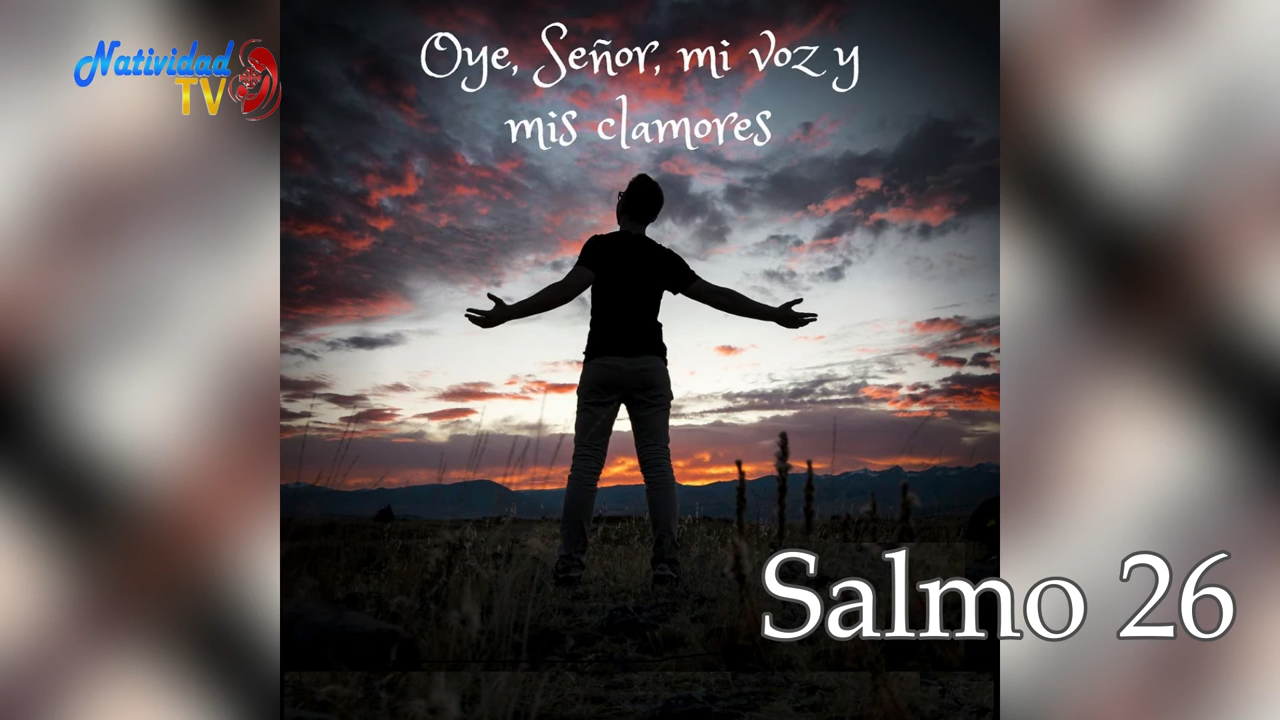 Natividad
TV
Oye, Señor, mi voz y
mis clamores
Salmo 26